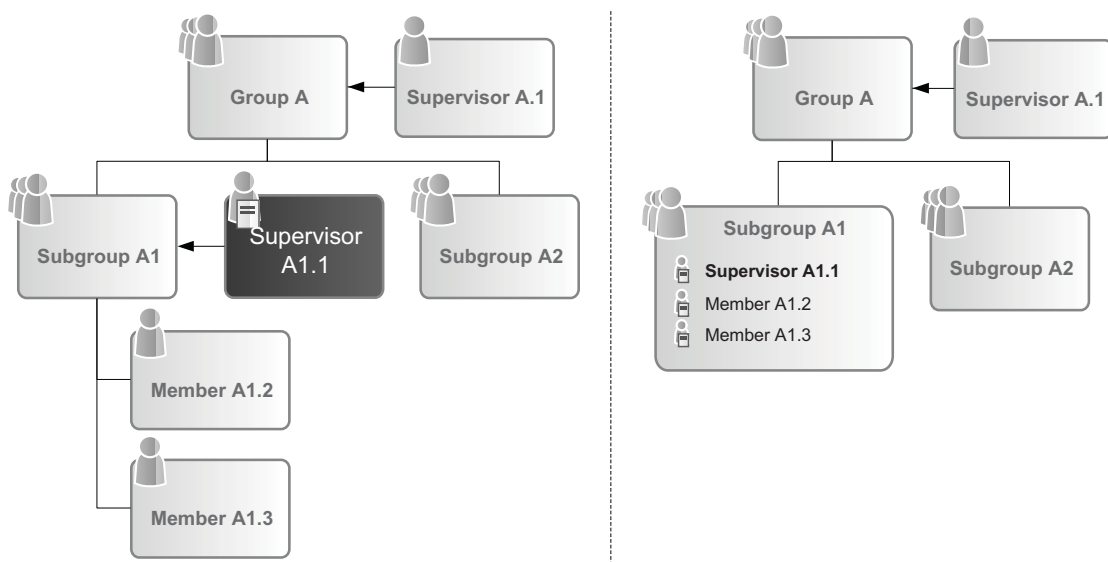 Group A
Supervisor A.1
Subgroup A1
Supervisor
A1.1
Subgroup A2
Member A1.2
Member A1.3
Group A
Supervisor A.1
Subgroup A1
Supervisor A1.1
Member A1.2
Member A1.3
Subgroup A2